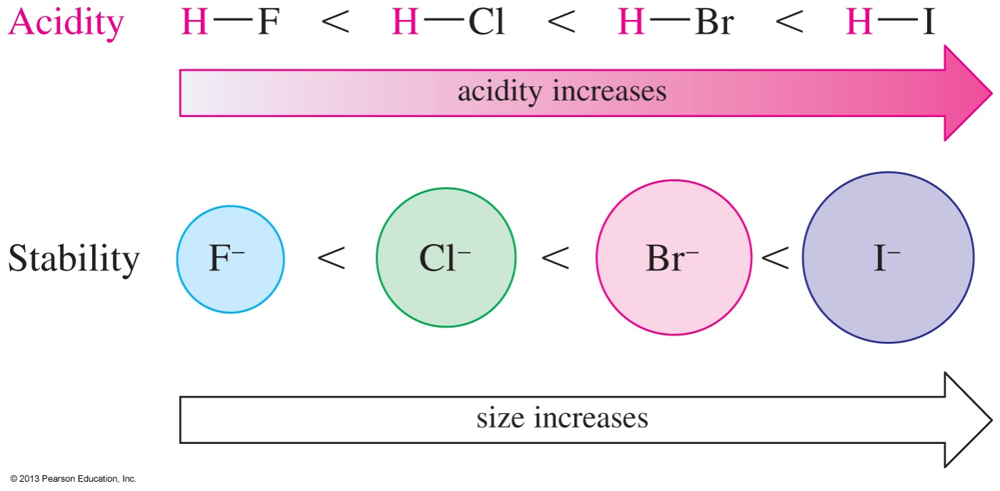 Acidity H—F < H—Cl < H—Br < H—I
acidity increases
Stability F⁻ < Cl⁻ < Br⁻ < I⁻
size increases
© 2013 Pearson Education, Inc.